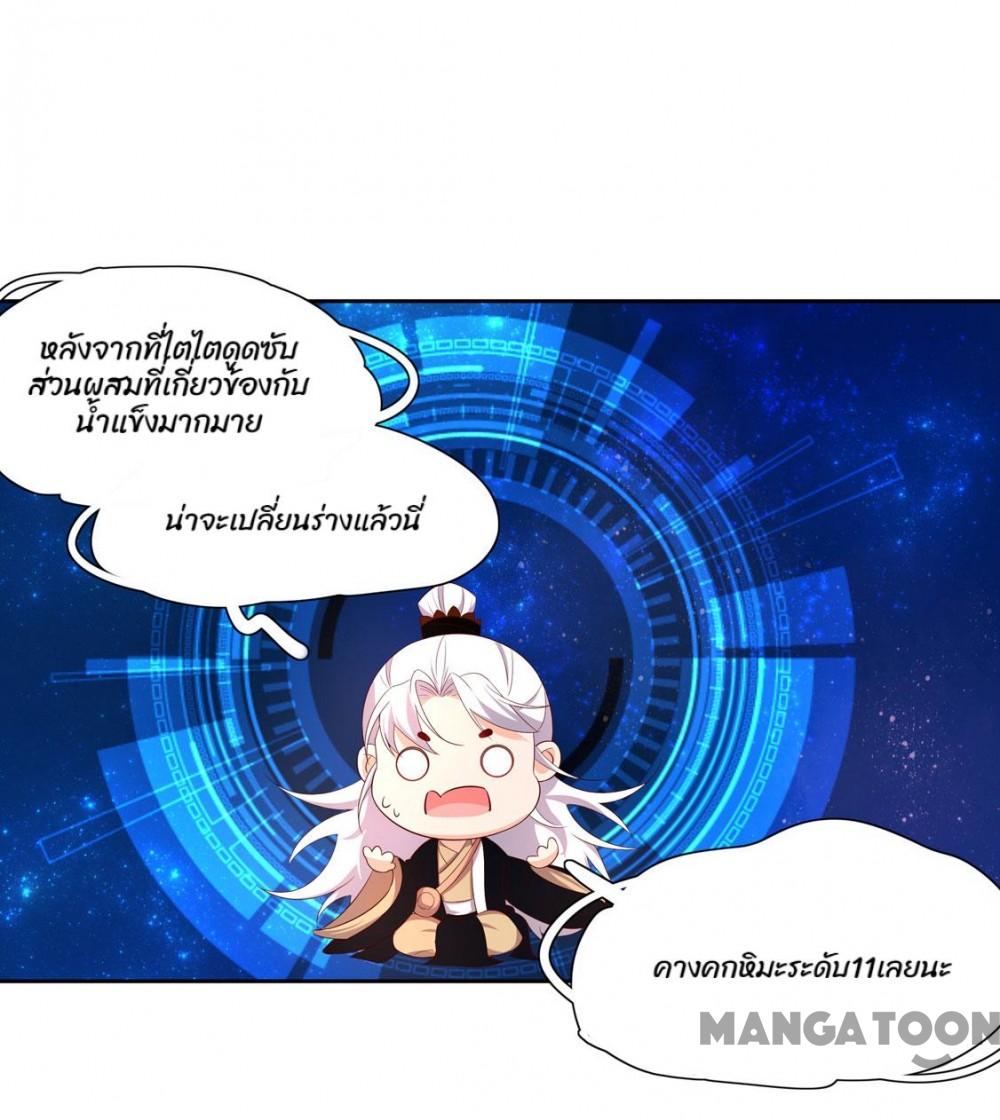 หลังจากที่ไตไตดูดซับ
ส่วนผสมที่เกี่ยวข้องกับ
น้ำแข็งมากมาย
น่าจะเปลี่ยนร่างแล้วนี่
คางคกหิมะระดับ11เลยนะ
MANGATOON